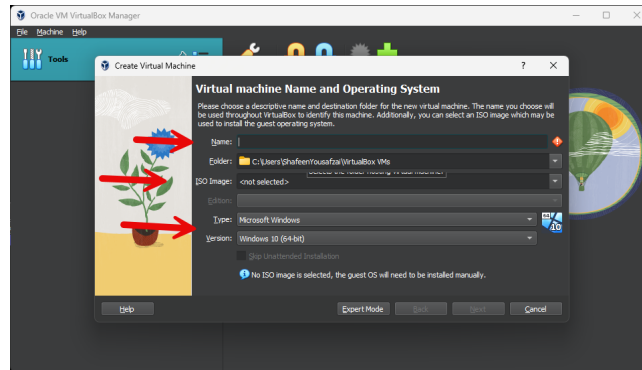 Oracle VM VirtualBox Manager
File Machine Help
Tools
Create Virtual Machine
?
Virtual machine Name and Operating System
Please choose a descriptive name and destination folder for the new virtual machine. The name you choose will
be used throughout VirtualBox to identify this machine. Additionally, you can select an ISO image which may be
used to install the guest operating system.
Name:
Folder: C:\Users\ShafeenYousafzai\VirtualBox VMs
ISO Image: <not selected>
Edition:
Type: Microsoft Windows
Version: Windows 10 (64-bit)
Skip Unattended Installation
No ISO image is selected, the guest OS will need to be installed manually.
Help Expert Mode Back Next Cancel